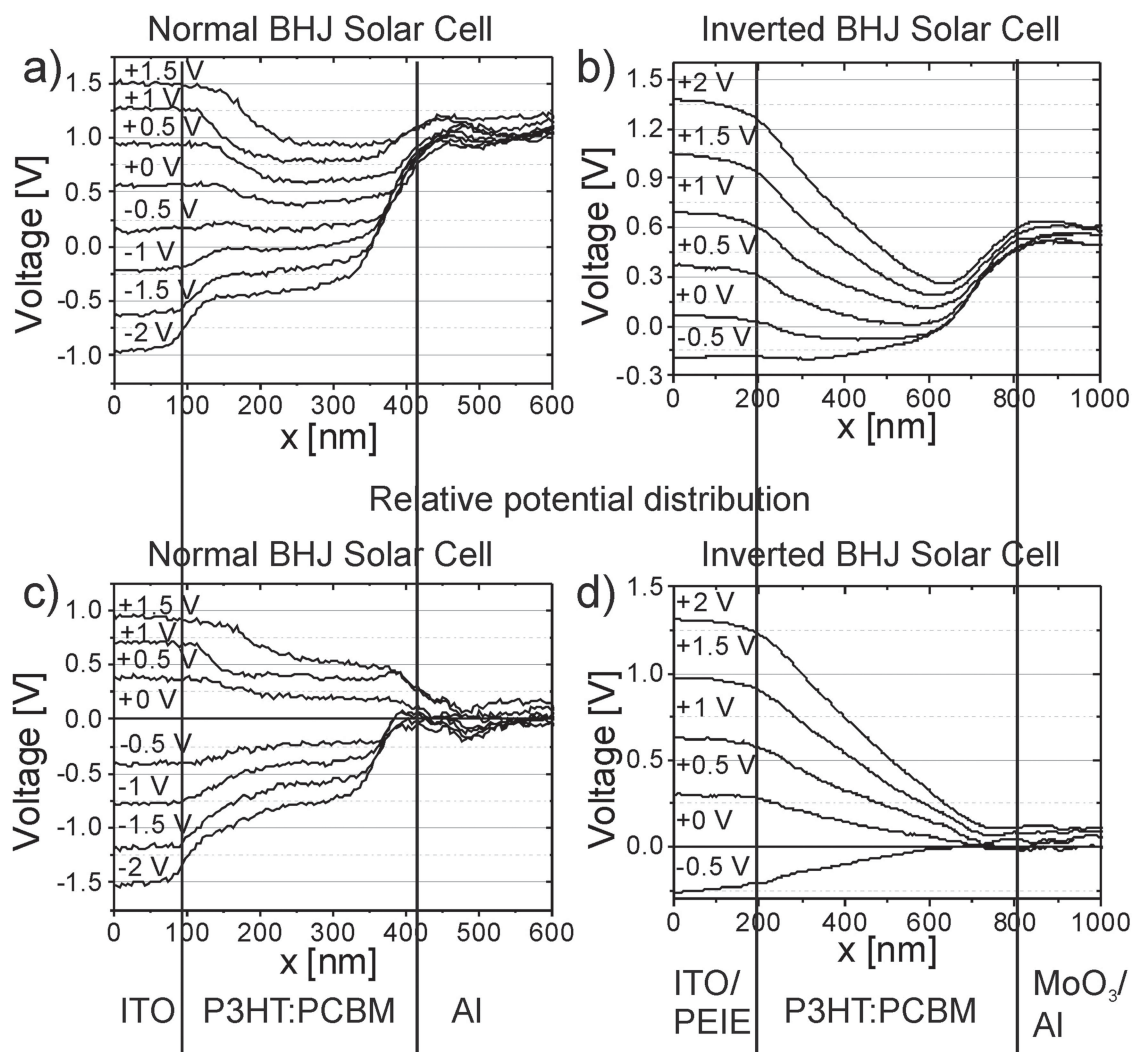 Normal BHJ Solar Cell
Inverted BHJ Solar Cell
a)
+1.5 V
+1 V
+0.5 V
+0 V
-0.5 V
-1 V
-1.5 V
-2 V
1.5
1.0
0.5
0.0
-0.5
-1.0
Voltage [V]
0 100 200 300 400 500 600
x [nm]
b)
+2 V
+1.5 V
+1 V
+0.5 V
+0 V
-0.5 V
1.5
1.2
0.9
0.6
0.3
0.0
-0.3
Voltage [V]
0 200 400 600 800 1000
x [nm]
Relative potential distribution
Normal BHJ Solar Cell
Inverted BHJ Solar Cell
c)
+1.5 V
+1 V
+0.5 V
+0 V
-0.5 V
-1 V
-1.5 V
-2 V
1.0
0.5
0.0
-0.5
-1.0
-1.5
Voltage [V]
0 100 200 300 400 500 600
x [nm]
d)
+2 V
+1.5 V
+1 V
+0.5 V
+0 V
-0.5 V
1.5
1.0
0.5
0.0
Voltage [V]
0 200 400 600 800 1000
x [nm]
ITO
P3HT:PCBM
Al
ITO/
PEIE
P3HT:PCBM
MoO₃/
Al